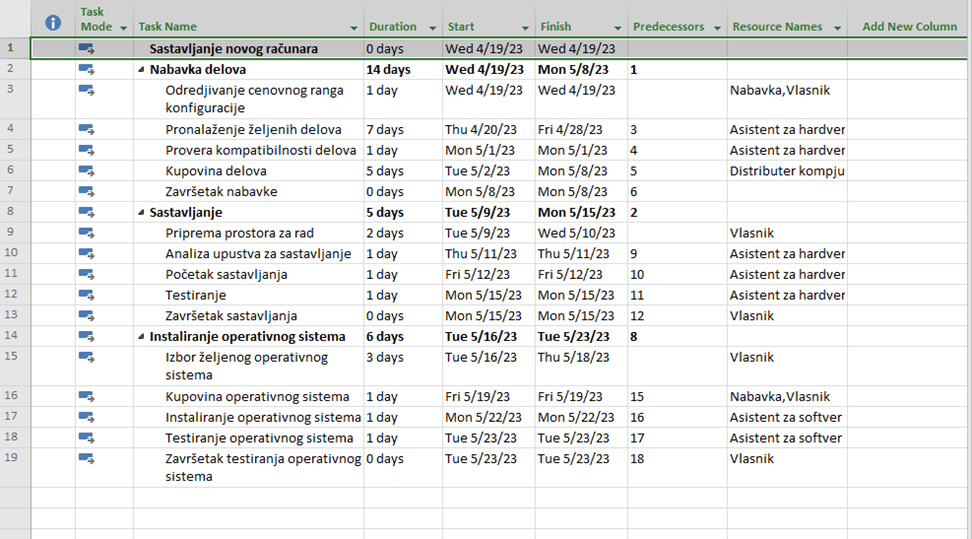 Task Mode Task Name Duration Start Finish Predecessors Resource Names Add New Column
1 Sastavljanje novog računara 0 days Wed 4/19/23 Wed 4/19/23
2 Nabavka delova 14 days Wed 4/19/23 Mon 5/8/23 1
3 Odredjivanje cenovnog ranga konfiguracije 1 day Wed 4/19/23 Wed 4/19/23 Nabavka,Vlasnik
4 Pronalaženje željenih delova 7 days Thu 4/20/23 Fri 4/28/23 3 Asistent za hardver
5 Provera kompatibilnosti delova 1 day Mon 5/1/23 Mon 5/1/23 4 Asistent za hardver
6 Kupovina delova 5 days Tue 5/2/23 Mon 5/8/23 5 Distributer kompju
7 Završetak nabavke 0 days Mon 5/8/23 Mon 5/8/23 6
8 Sastavljanje 5 days Tue 5/9/23 Mon 5/15/23 2
9 Priprema prostora za rad 2 days Tue 5/9/23 Wed 5/10/23 Vlasnik
10 Analiza upustva za sastavljanje 1 day Thu 5/11/23 Thu 5/11/23 9 Asistent za hardver
11 Početak sastavljanja 1 day Fri 5/12/23 Fri 5/12/23 10 Asistent za hardver
12 Testiranje 1 day Mon 5/15/23 Mon 5/15/23 11 Asistent za hardver
13 Završetak sastavljanja 0 days Mon 5/15/23 Mon 5/15/23 12 Vlasnik
14 Instaliranje operativnog sistema 6 days Tue 5/16/23 Tue 5/23/23 8
15 Izbor željenog operativnog sistema 3 days Tue 5/16/23 Thu 5/18/23 Vlasnik
16 Kupovina operativnog sistema 1 day Fri 5/19/23 Fri 5/19/23 15 Nabavka,Vlasnik
17 Instaliranje operativnog sistema 1 day Mon 5/22/23 Mon 5/22/23 16 Asistent za softver
18 Testiranje operativnog sistema 1 day Tue 5/23/23 Tue 5/23/23 17 Asistent za softver
19 Završetak testiranja operativnog sistema 0 days Tue 5/23/23 Tue 5/23/23 18 Vlasnik